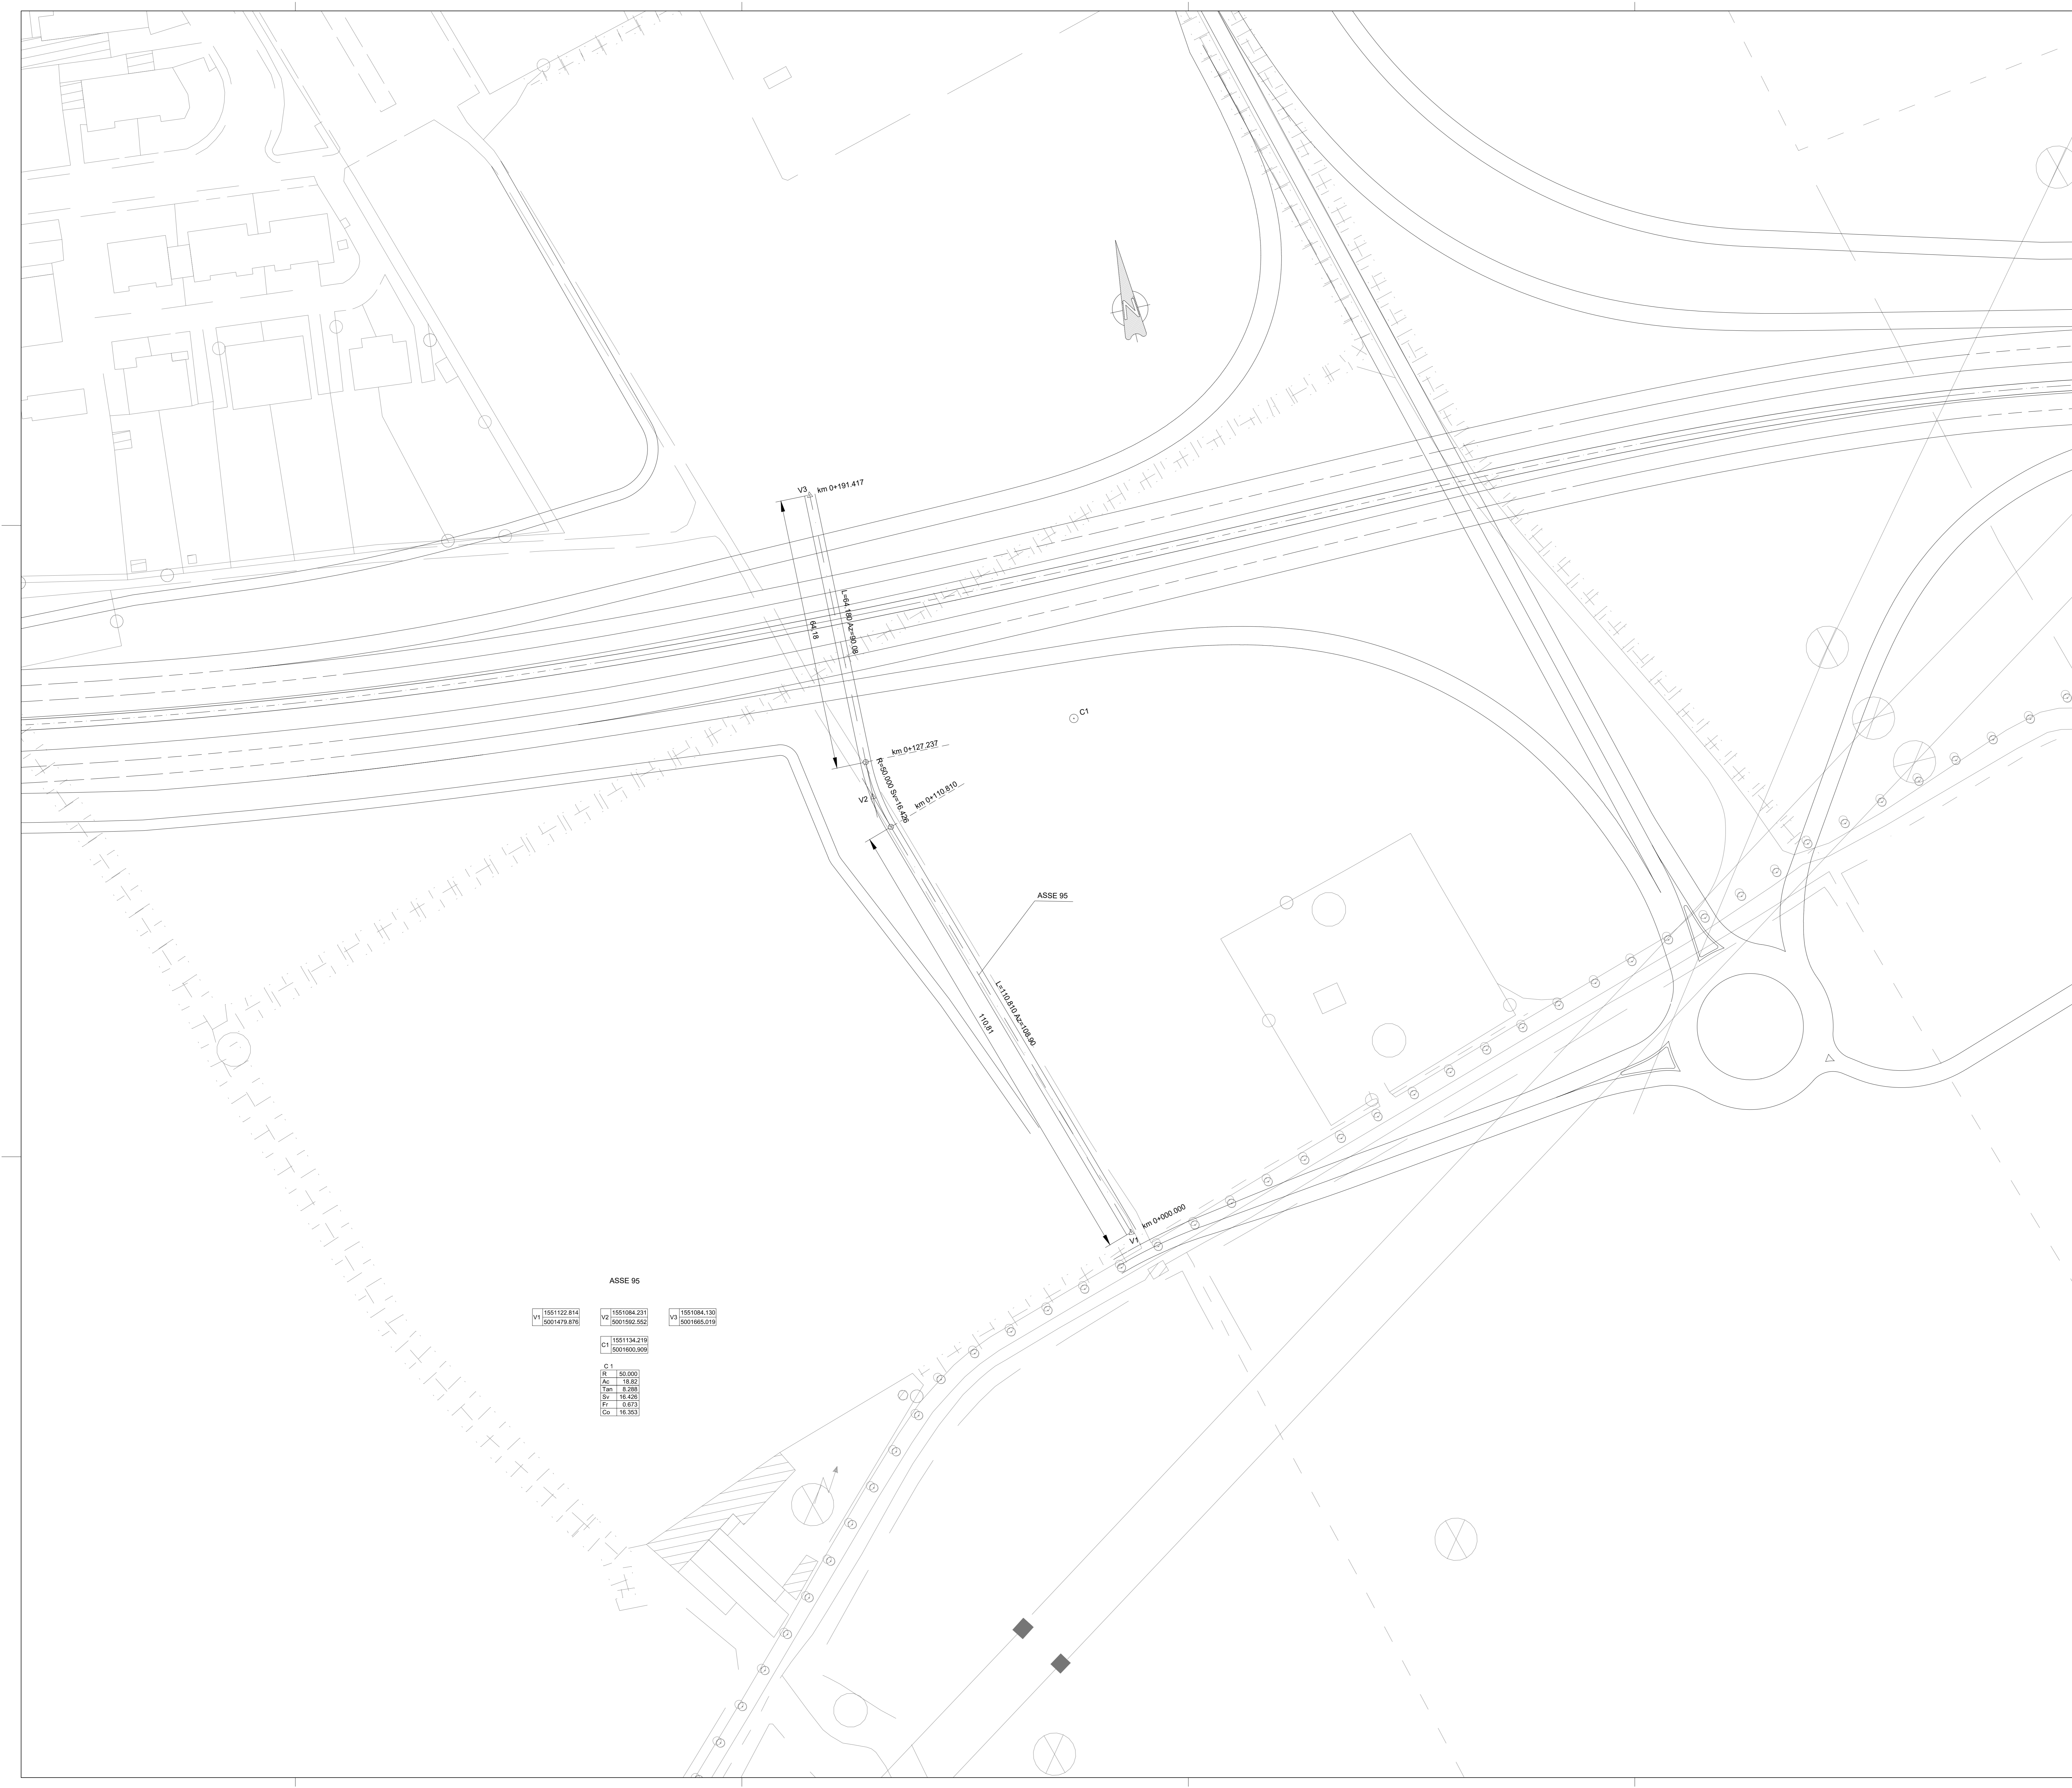 V3
km 0+191.417
L=64.180 Az=90.08
64.18
C1
km 0+127.237
R=50.000 Sv=16.426
V2
km 0+110.810
ASSE 95
L=110.810 Az=108.90
110.81
km 0+000.000
V1
ASSE 95
V1 1551122.814
5001479.876
V2 1551084.231
5001592.552
V3 1551084.130
5001665.019
C1 1551134.219
5001600.909
C 1
R 50.000
Ac 18.82
Tan 8.288
Sv 16.426
Fr 0.673
Co 16.353